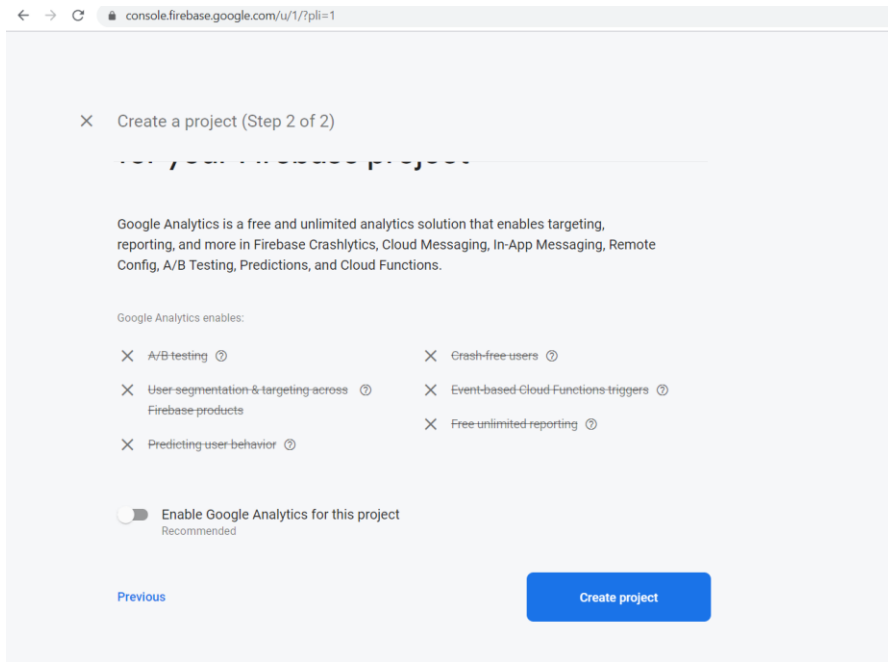 console.firebase.google.com/u/1/?pli=1
Create a project (Step 2 of 2)
for your Firebase project
Google Analytics is a free and unlimited analytics solution that enables targeting,
reporting, and more in Firebase Crashlytics, Cloud Messaging, In-App Messaging, Remote
Config, A/B Testing, Predictions, and Cloud Functions.
Google Analytics enables:
A/B testing
User segmentation & targeting across
Firebase products
Predicting user behavior
Crash-free users
Event-based Cloud Functions triggers
Free unlimited reporting
Enable Google Analytics for this project
Recommended
Previous
Create project